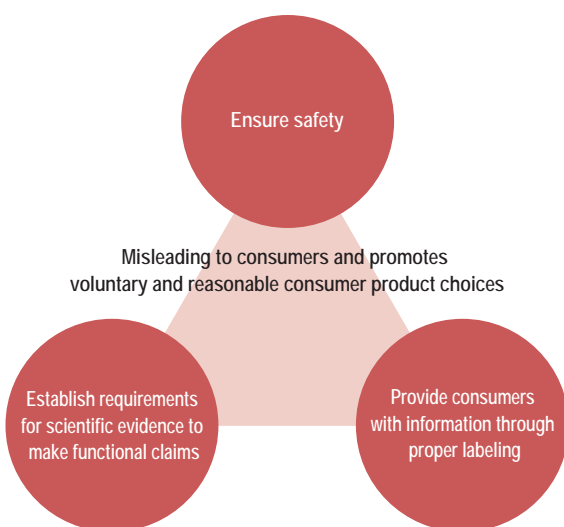 Ensure safety
Misleading to consumers and promotes
voluntary and reasonable consumer product choices
Establish requirements
for scientific evidence to
make functional claims
Provide consumers
with information through
proper labeling